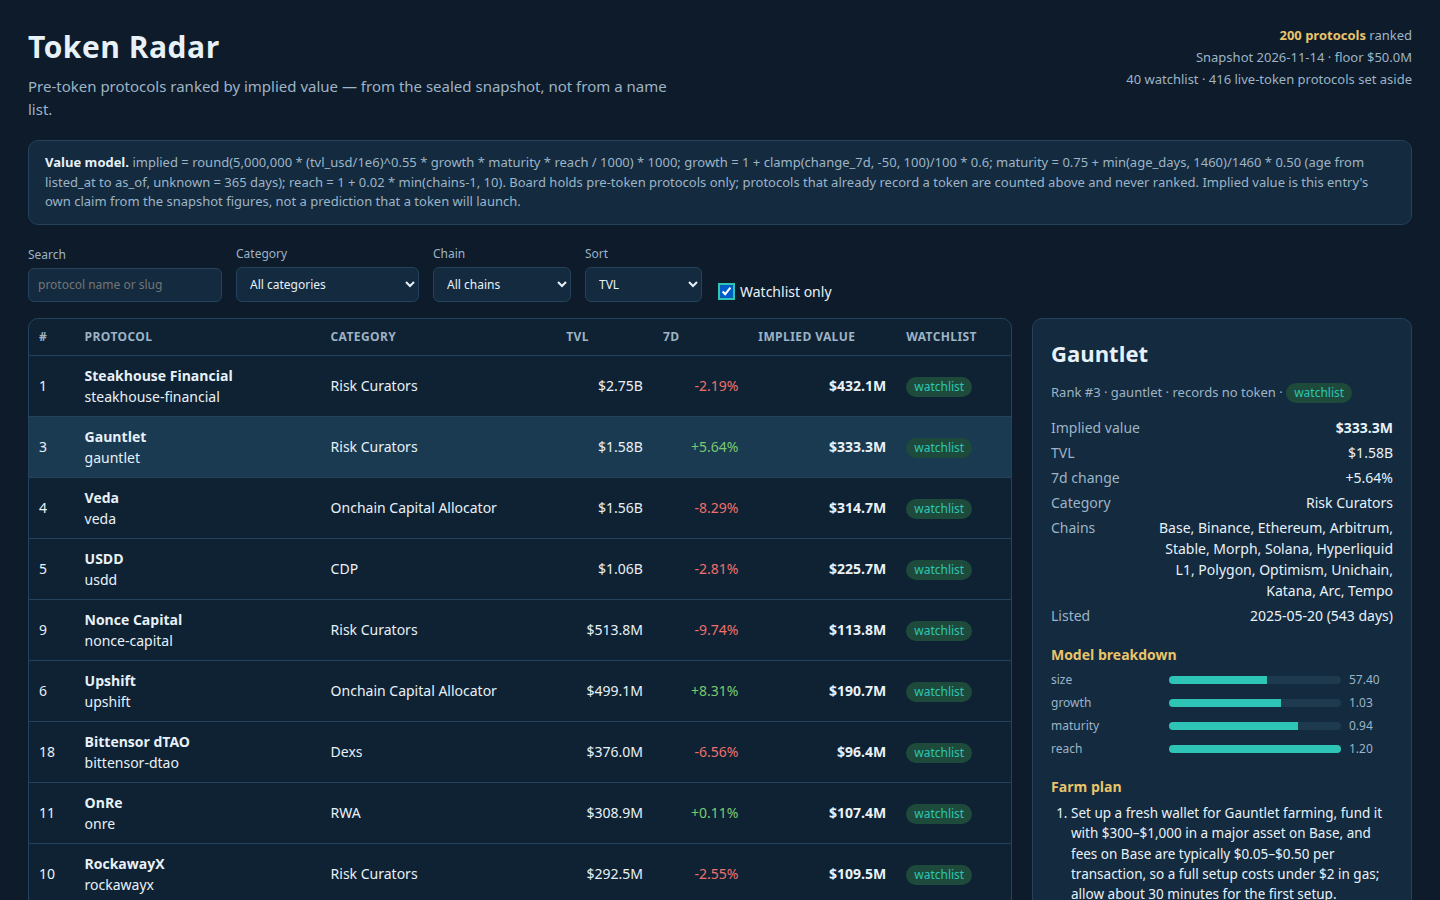 Token Radar
Pre-token protocols ranked by implied value — from the sealed snapshot, not from a name
list.
200 protocols ranked
Snapshot 2026-11-14 · floor $50.0M
40 watchlist · 416 live-token protocols set aside
Value model. implied = round(5,000,000 * (tvl_usd/1e6)^0.55 * growth * maturity * reach / 1000) * 1000; growth = 1 + clamp(change_7d, -50, 100)/100 * 0.6; maturity = 0.75 + min(age_days, 1460)/1460 * 0.50 (age from
listed_at to as_of, unknown = 365 days); reach = 1 + 0.02 * min(chains-1, 10). Board holds pre-token protocols only; protocols that already record a token are counted above and never ranked. Implied value is this entry's
own claim from the snapshot figures, not a prediction that a token will launch.
Search
protocol name or slug
Category
All categories
Chain
All chains
Sort
TVL
Watchlist only
# PROTOCOL CATEGORY TVL 7D IMPLIED VALUE WATCHLIST
1 Steakhouse Financial Risk Curators $2.75B -2.19% $432.1M watchlist
steakhouse-financial
3 Gauntlet Risk Curators $1.58B +5.64% $333.3M watchlist
gauntlet
4 Veda Onchain Capital Allocator $1.56B -8.29% $314.7M watchlist
veda
5 USDD CDP $1.06B -2.81% $225.7M watchlist
usdd
9 Nonce Capital Risk Curators $513.8M -9.74% $113.8M watchlist
nonce-capital
6 Upshift Onchain Capital Allocator $499.1M +8.31% $190.7M watchlist
upshift
18 Bittensor dTAO Dexs $376.0M -6.56% $96.4M watchlist
bittensor-dtao
11 OnRe RWA $308.9M +0.11% $107.4M watchlist
onre
10 RockawayX Risk Curators $292.5M -2.55% $109.5M watchlist
rockawayx
Gauntlet
Rank #3 · gauntlet · records no token · watchlist
Implied value $333.3M
TVL $1.58B
7d change +5.64%
Category Risk Curators
Chains Base, Binance, Ethereum, Arbitrum,
Stable, Morph, Solana, Hyperliquid
L1, Polygon, Optimism, Unichain,
Katana, Arc, Tempo
Listed 2025-05-20 (543 days)
Model breakdown
size 57.40
growth 1.03
maturity 0.94
reach 1.20
Farm plan
1. Set up a fresh wallet for Gauntlet farming, fund it
with $300–$1,000 in a major asset on Base, and
fees on Base are typically $0.05–$0.50 per
transaction, so a full setup costs under $2 in gas;
allow about 30 minutes for the first setup.